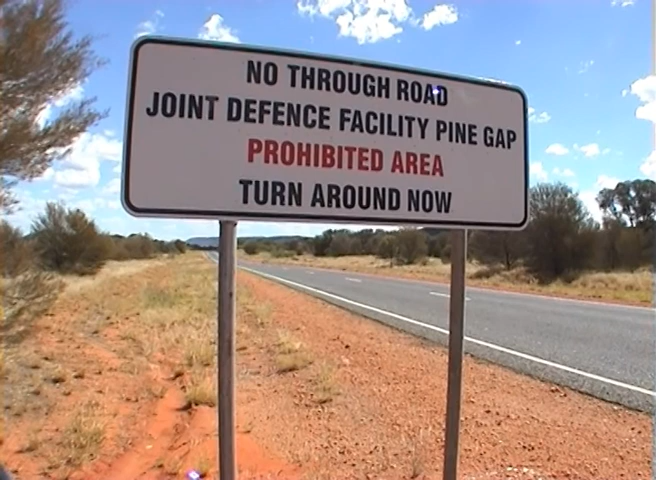 NO THROUGH ROAD
JOINT DEFENCE FACILITY PINE GAP
PROHIBITED AREA
TURN AROUND NOW